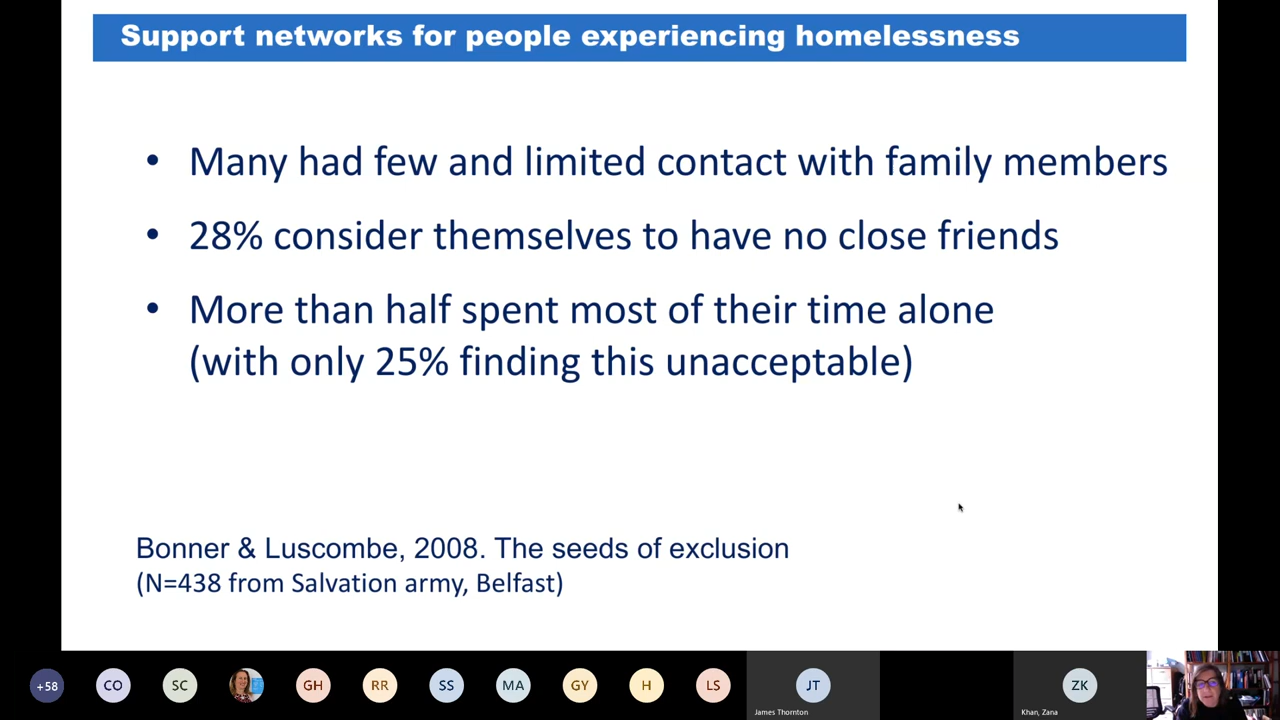 Support networks for people experiencing homelessness
• Many had few and limited contact with family members
• 28% consider themselves to have no close friends
• More than half spent most of their time alone
(with only 25% finding this unacceptable)
Bonner & Luscombe, 2008. The seeds of exclusion
(N=438 from Salvation army, Belfast)
+58 CO SC GH RR SS MA GY H LS JT ZK
James Thornton Khan, Zana